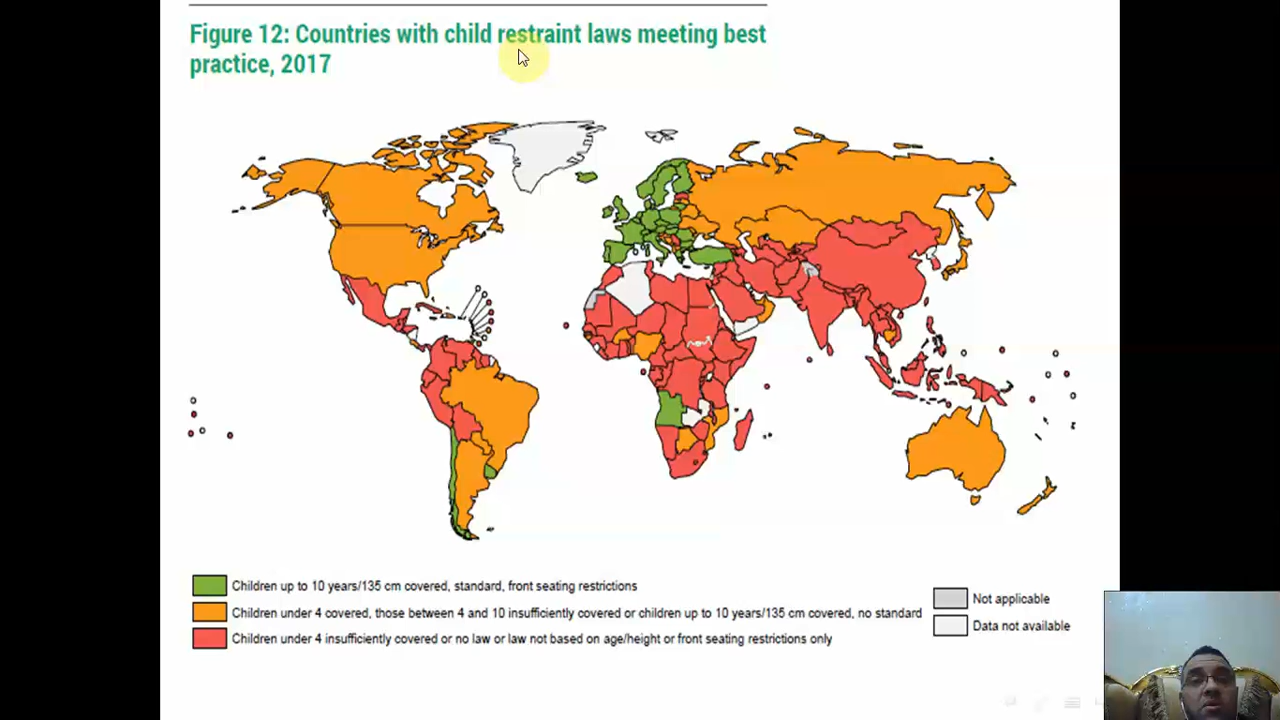 Figure 12: Countries with child restraint laws meeting best
practice, 2017
Children up to 10 years/135 cm covered, standard, front seating restrictions
Children under 4 covered, those between 4 and 10 insufficiently covered or children up to 10 years/135 cm covered, no standard
Children under 4 insufficiently covered or no law or law not based on age/height or front seating restrictions only
Not applicable
Data not available